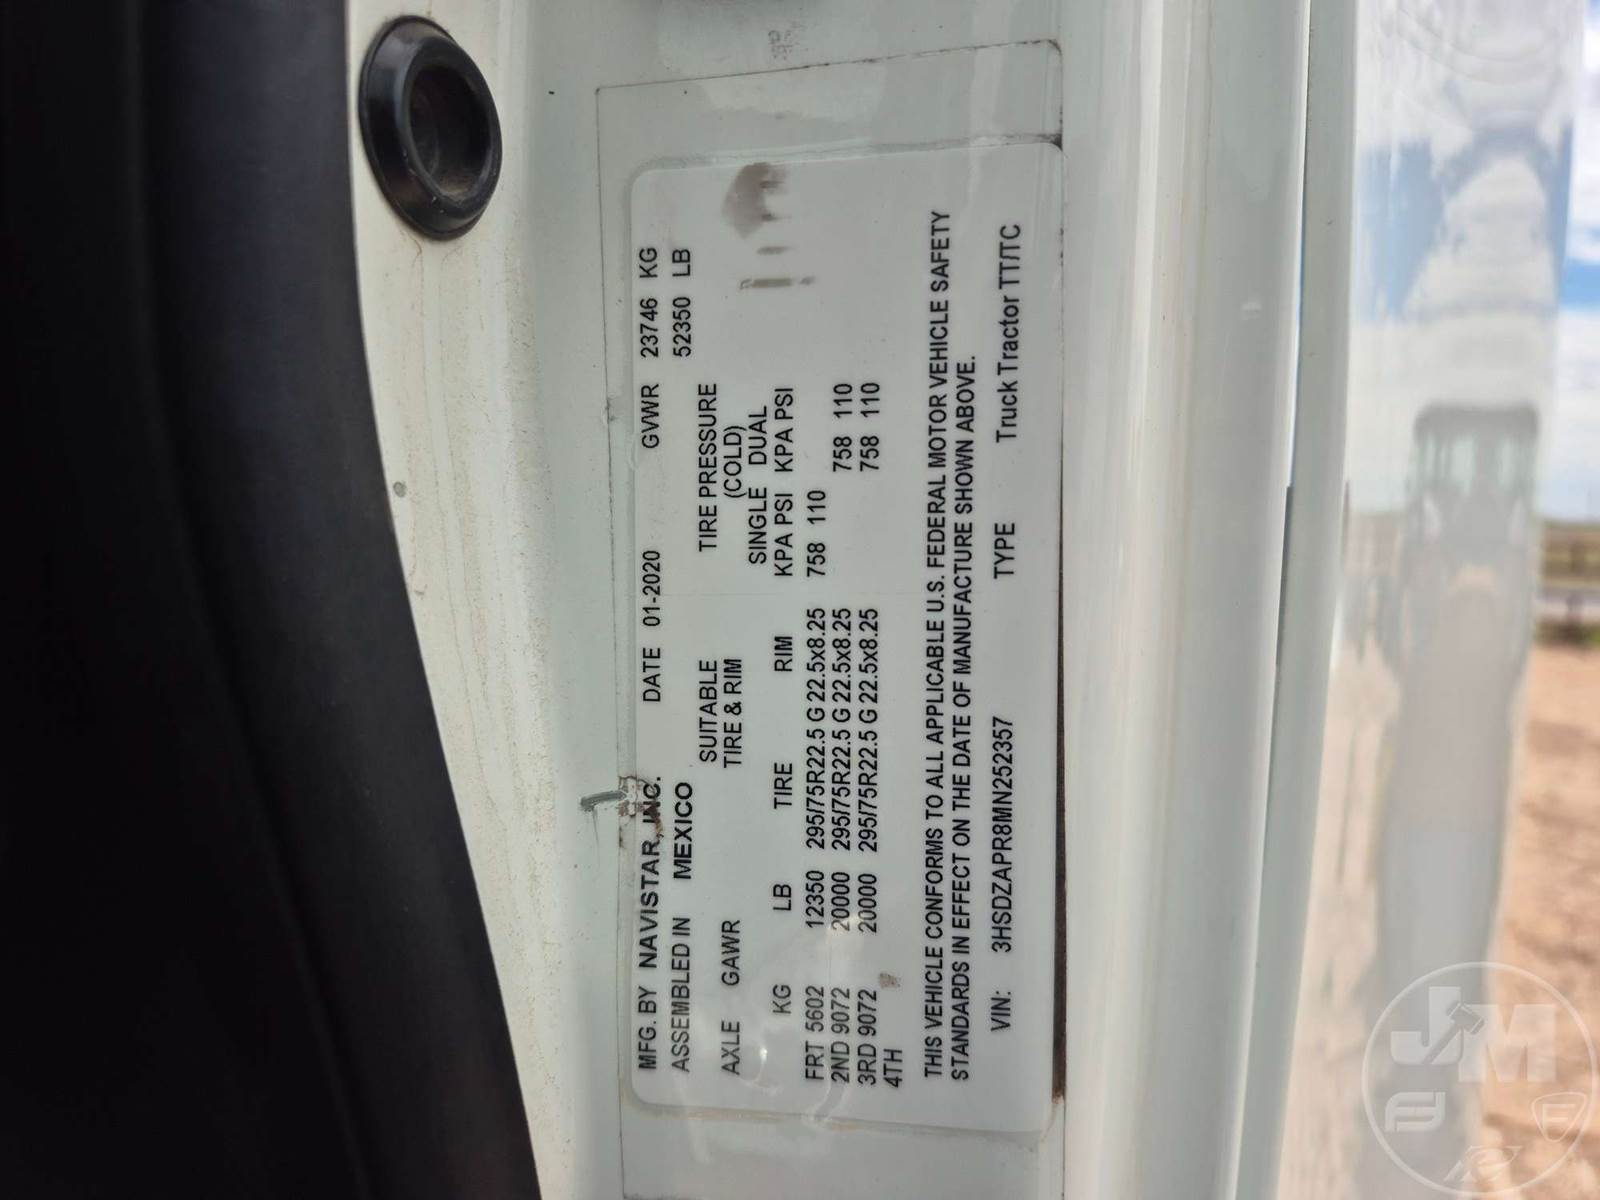 MFG. BY NAVISTAR, INC. DATE 01-2020 GVWR 23746 KG
ASSEMBLED IN MEXICO 52350 LB
SUITABLE TIRE PRESSURE
AXLE GAWR TIRE & RIM (COLD)
SINGLE DUAL
KG LB TIRE RIM KPA PSI KPA PSI
FRT 5602 12350 295/75R22.5 G 22.5x8.25 758 110
2ND 9072 20000 295/75R22.5 G 22.5x8.25 758 110
3RD 9072 20000 295/75R22.5 G 22.5x8.25 758 110
4TH
THIS VEHICLE CONFORMS TO ALL APPLICABLE U.S. FEDERAL MOTOR VEHICLE SAFETY
STANDARDS IN EFFECT ON THE DATE OF MANUFACTURE SHOWN ABOVE.
VIN: 3HSDZAPR8MN252357 TYPE Truck Tractor TT/TC
JM